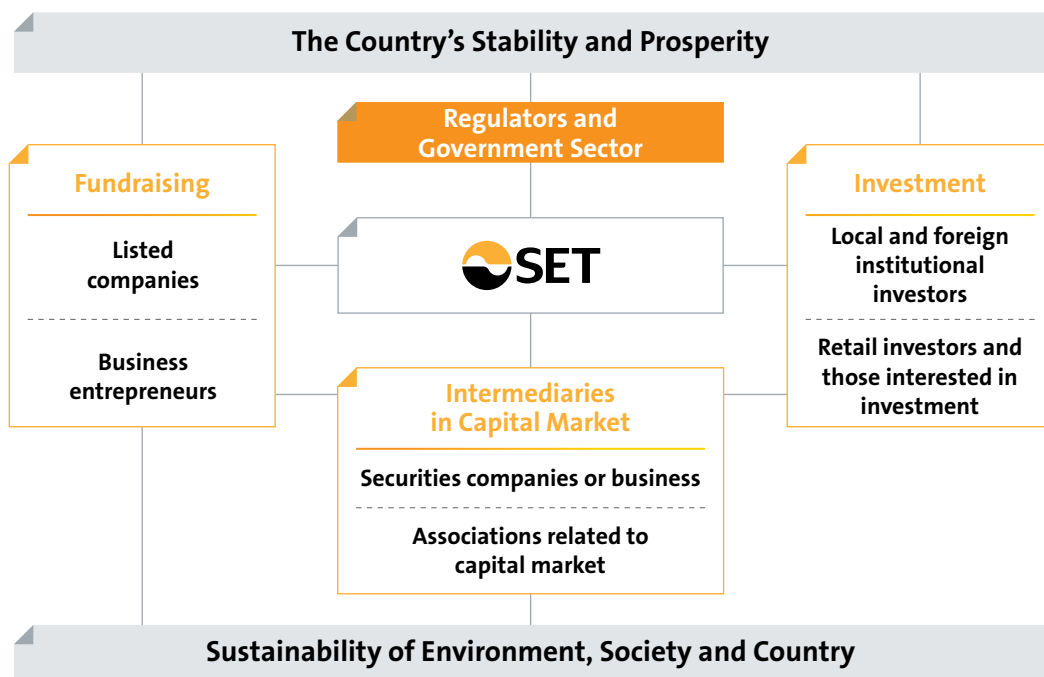 The Country’s Stability and Prosperity
Regulators and
Government Sector
Fundraising
Listed
companies
Business
entrepreneurs
SET
Investment
Local and foreign
institutional
investors
Retail investors and
those interested in
investment
Intermediaries
in Capital Market
Securities companies or business
Associations related to
capital market
Sustainability of Environment, Society and Country